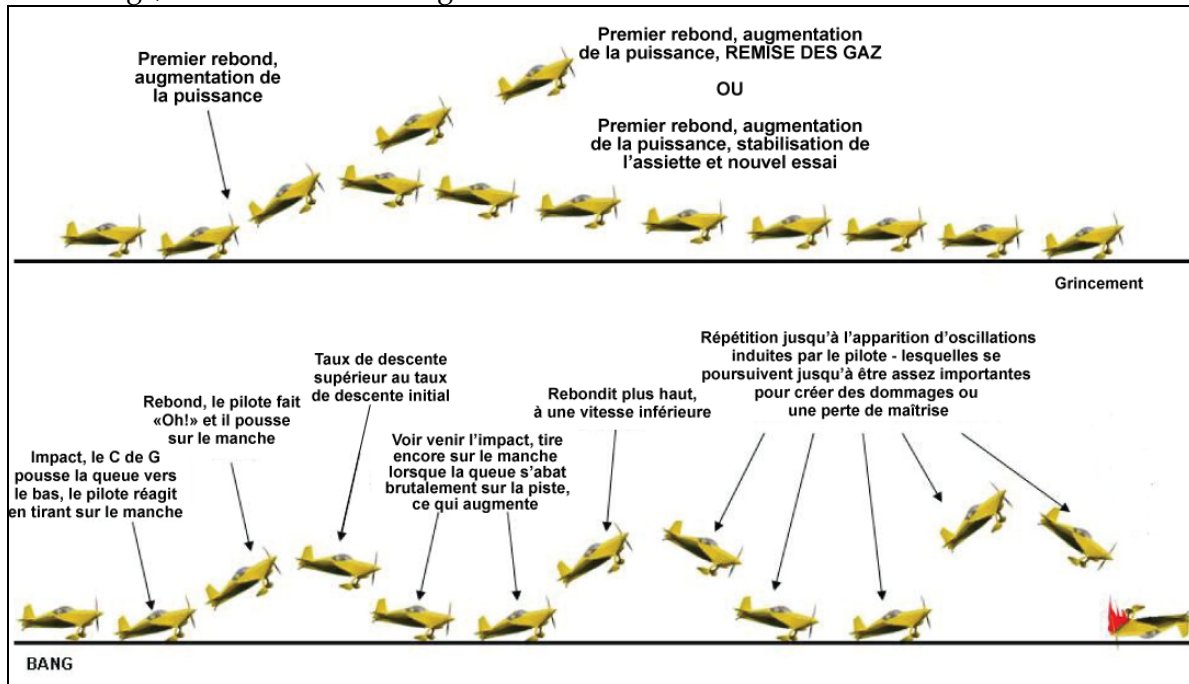 Premier rebond,
augmentation de
la puissance
Premier rebond, augmentation
de la puissance, REMISE DES GAZ
OU
Premier rebond, augmentation
de la puissance, stabilisation de
l'assiette et nouvel essai
Grincement
Impact, le C de G
pousse la queue vers
le bas, le pilote réagit
en tirant sur le manche
Rebond, le pilote fait
«Oh!» et il pousse
sur le manche
Taux de descente
supérieur au taux
de descente initial
Voir venir l'impact, tire
encore sur le manche
lorsque la queue s'abat
brutalement sur la piste,
ce qui augmente
Rebondit plus haut,
à une vitesse inférieure
Répétition jusqu'à l'apparition d'oscillations
induites par le pilote - lesquelles se
poursuivent jusqu'à être assez importantes
pour créer des dommages ou
une perte de maîtrise
BANG